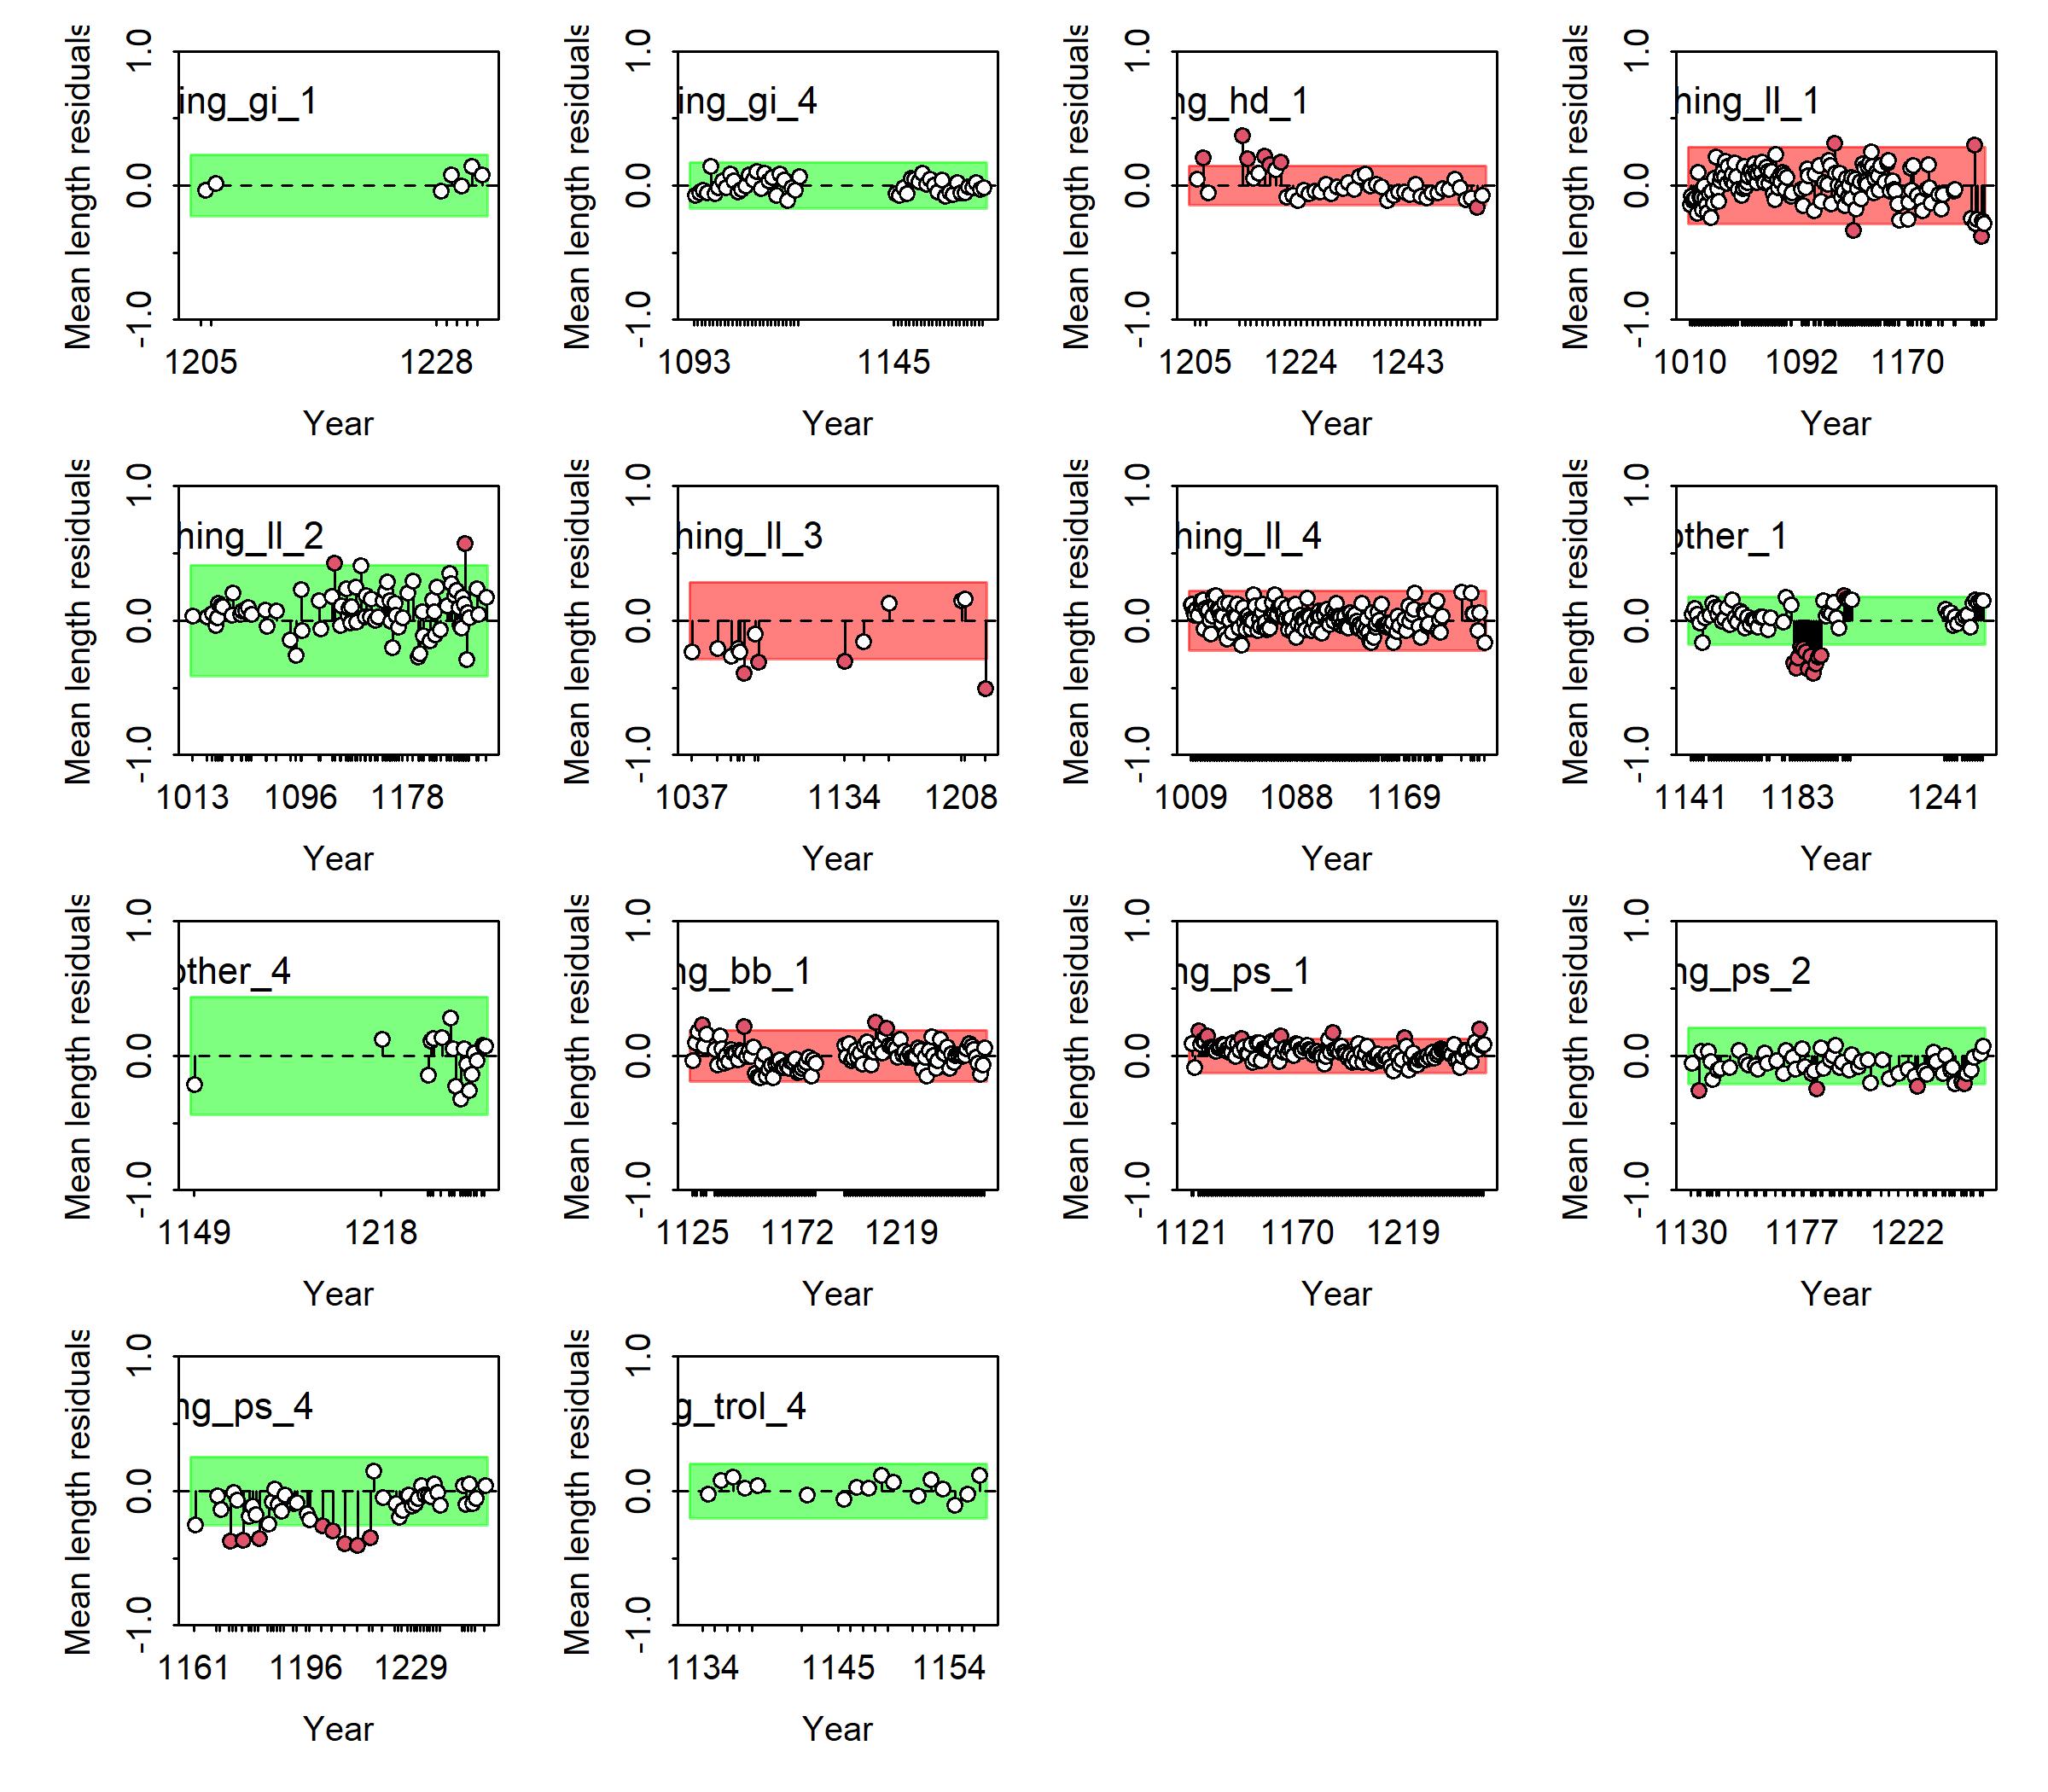 Mean length residuals
1.0
0.0
-1.0
ing_gi_1
1205 1228
Year
Mean length residuals
1.0
0.0
-1.0
ing_gi_4
1093 1145
Year
Mean length residuals
1.0
0.0
-1.0
ng_hd_1
1205 1224 1243
Year
Mean length residuals
1.0
0.0
-1.0
hing_ll_1
1010 1092 1170
Year
Mean length residuals
1.0
0.0
-1.0
hing_ll_2
1013 1096 1178
Year
Mean length residuals
1.0
0.0
-1.0
hing_ll_3
1037 1134 1208
Year
Mean length residuals
1.0
0.0
-1.0
hing_ll_4
1009 1088 1169
Year
Mean length residuals
1.0
0.0
-1.0
other_1
1141 1183 1241
Year
Mean length residuals
1.0
0.0
-1.0
other_4
1149 1218
Year
Mean length residuals
1.0
0.0
-1.0
ng_bb_1
1125 1172 1219
Year
Mean length residuals
1.0
0.0
-1.0
ng_ps_1
1121 1170 1219
Year
Mean length residuals
1.0
0.0
-1.0
ng_ps_2
1130 1177 1222
Year
Mean length residuals
1.0
0.0
-1.0
ng_ps_4
1161 1196 1229
Year
Mean length residuals
1.0
0.0
-1.0
g_trol_4
1134 1145 1154
Year